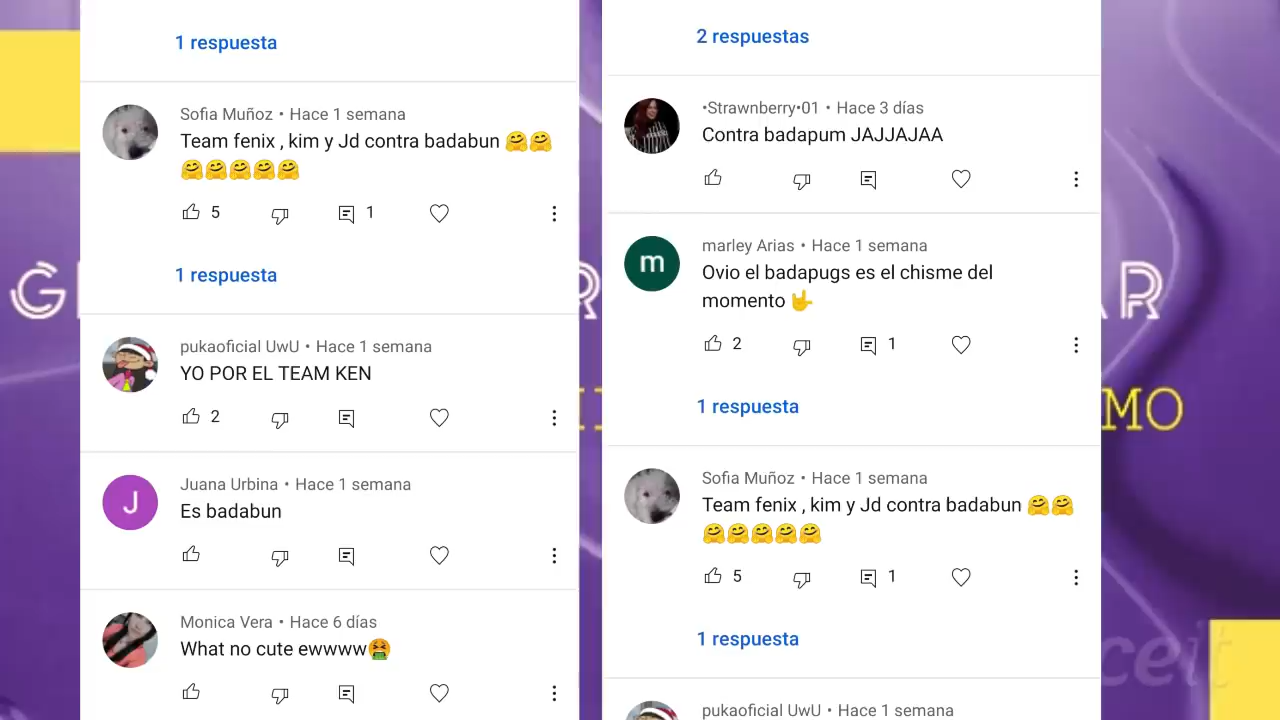 1 respuesta
Sofia Muñoz • Hace 1 semana
Team fenix , kim y Jd contra badabun 🤗🤗
🤗🤗🤗🤗🤗
5
1
1 respuesta
pukaoficial UwU • Hace 1 semana
YO POR EL TEAM KEN
2
J
Juana Urbina • Hace 1 semana
Es badabun
Monica Vera • Hace 6 días
What no cute ewwww🤮
2 respuestas
•Strawnberry•01 • Hace 3 días
Contra badapum JAJJAJAA
m
marley Arias • Hace 1 semana
Ovio el badapugs es el chisme del
momento 🤟
2
1
1 respuesta
Sofia Muñoz • Hace 1 semana
Team fenix , kim y Jd contra badabun 🤗🤗
🤗🤗🤗🤗🤗
5
1
1 respuesta
pukaoficial UwU • Hace 1 semana